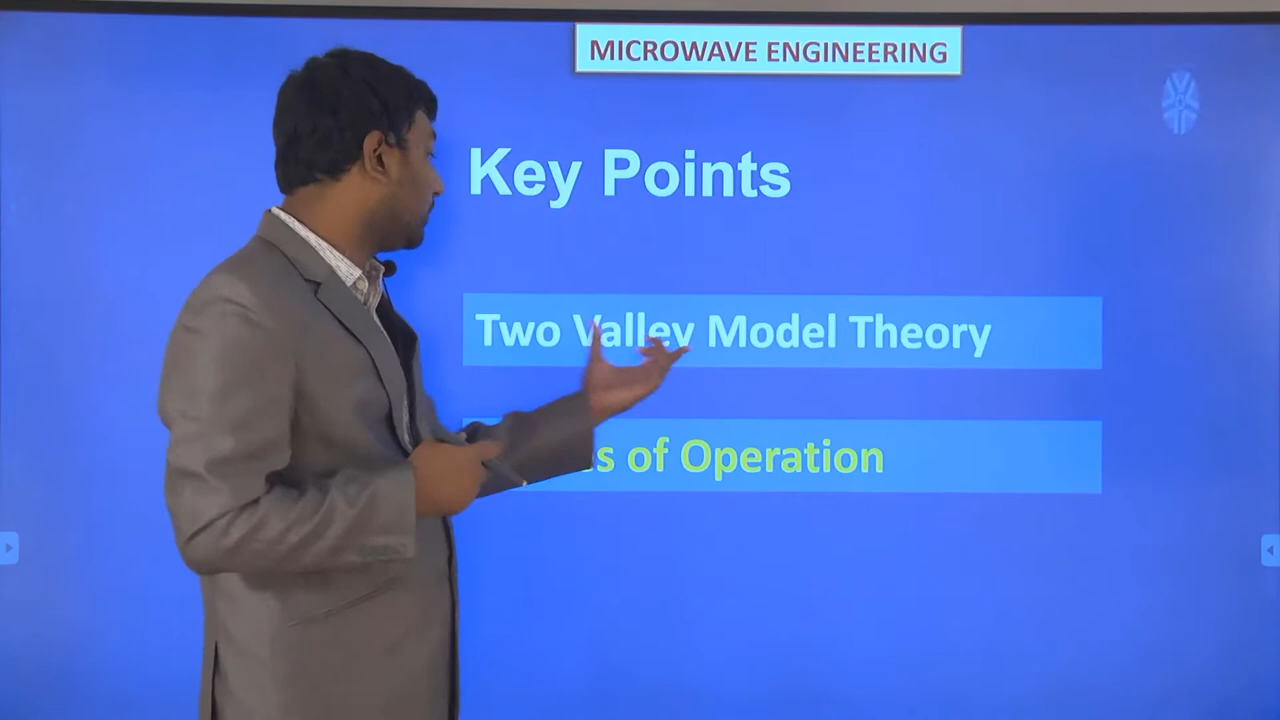 MICROWAVE ENGINEERING
Key Points
Two Valley Model Theory
of Operation